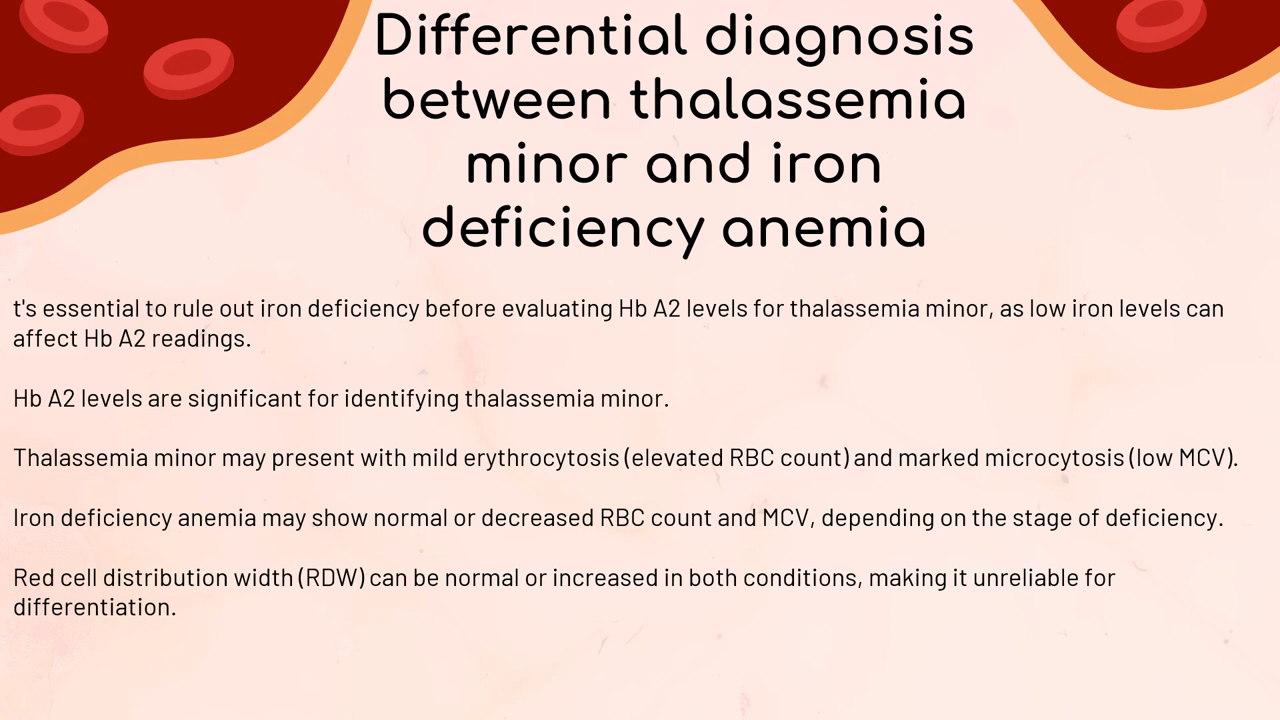 Differential diagnosis
between thalassemia
minor and iron
deficiency anemia
t's essential to rule out iron deficiency before evaluating Hb A2 levels for thalassemia minor, as low iron levels can
affect Hb A2 readings.
Hb A2 levels are significant for identifying thalassemia minor.
Thalassemia minor may present with mild erythrocytosis (elevated RBC count) and marked microcytosis (low MCV).
Iron deficiency anemia may show normal or decreased RBC count and MCV, depending on the stage of deficiency.
Red cell distribution width (RDW) can be normal or increased in both conditions, making it unreliable for
differentiation.